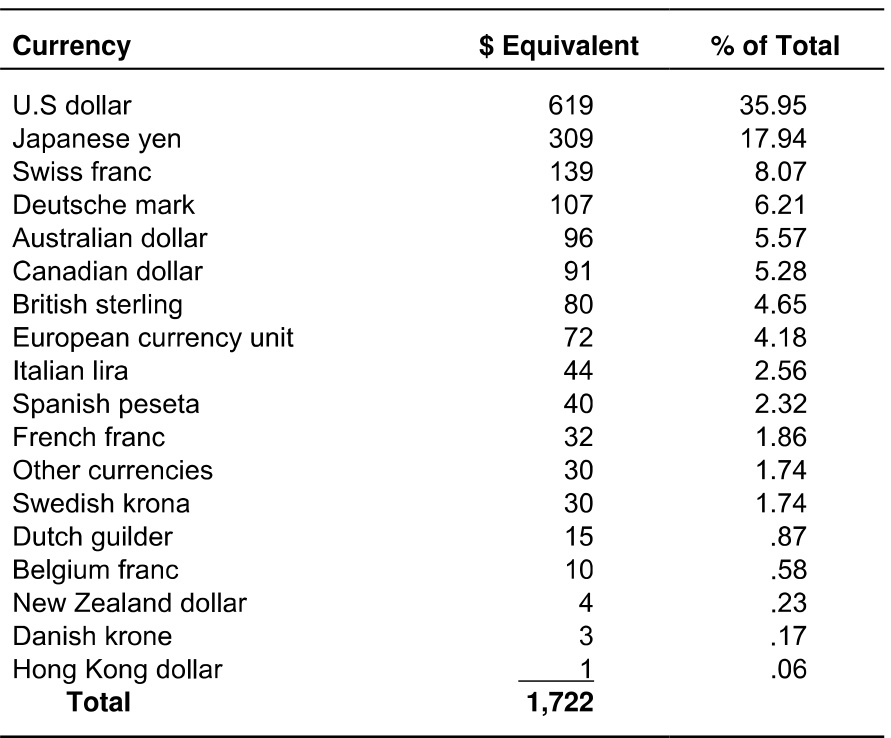 Currency $ Equivalent % of Total
U.S dollar 619 35.95
Japanese yen 309 17.94
Swiss franc 139 8.07
Deutsche mark 107 6.21
Australian dollar 96 5.57
Canadian dollar 91 5.28
British sterling 80 4.65
European currency unit 72 4.18
Italian lira 44 2.56
Spanish peseta 40 2.32
French franc 32 1.86
Other currencies 30 1.74
Swedish krona 30 1.74
Dutch guilder 15 .87
Belgium franc 10 .58
New Zealand dollar 4 .23
Danish krone 3 .17
Hong Kong dollar 1 .06
Total 1,722